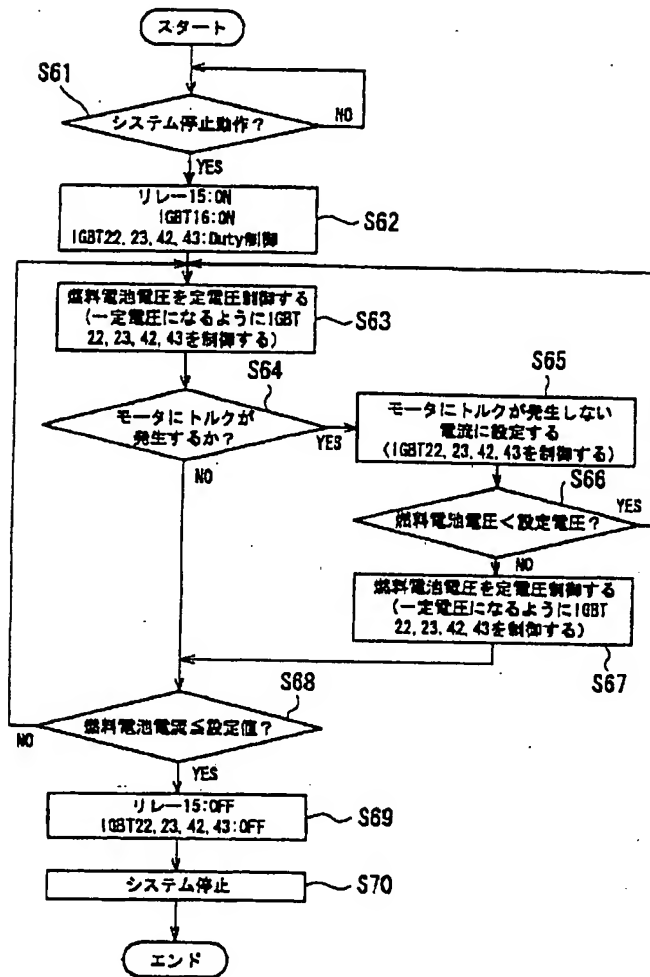 スタート
S61
システム停止動作？
NO
YES
リレー15:ON
IGBT16:ON
IGBT22,23,42,43:Duty制御
S62
燃料電池電圧を定電圧制御する
(一定電圧になるようにIGBT
22,23,42,43を制御する)
S63
S64
モータにトルクが
発生するか？
YES
NO
S65
モータにトルクが発生しない
電流に設定する
(IGBT22,23,42,43を制御する)
S66
燃料電池電圧＜設定電圧？
YES
NO
燃料電池電圧を定電圧制御する
(一定電圧になるようにIGBT
22,23,42,43を制御する)
S67
S68
燃料電池電流≦設定値？
NO
YES
リレー15:OFF
IGBT22,23,42,43:OFF
S69
システム停止
S70
エンド